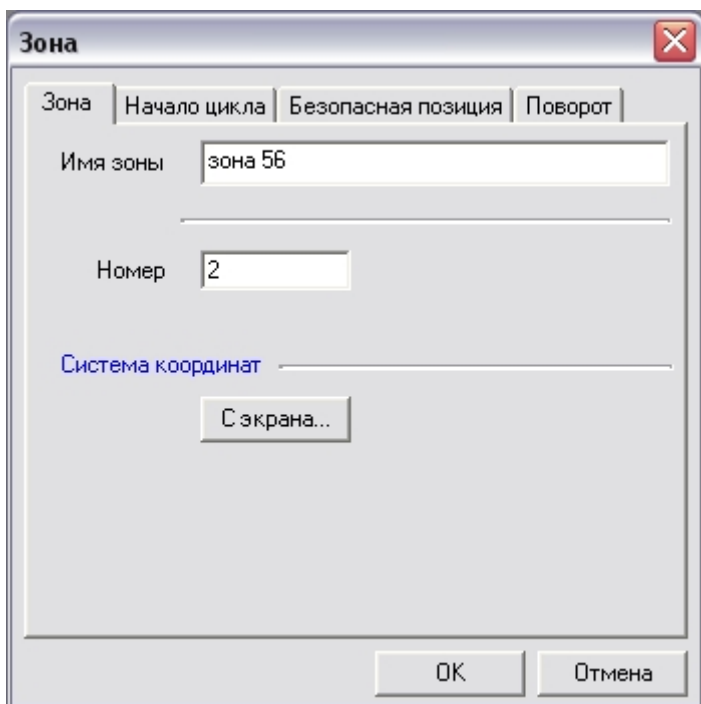 Зона
Зона Начало цикла Безопасная позиция Поворот
Имя зоны зона 56
Номер 2
Система координат
С экрана...
OK Отмена